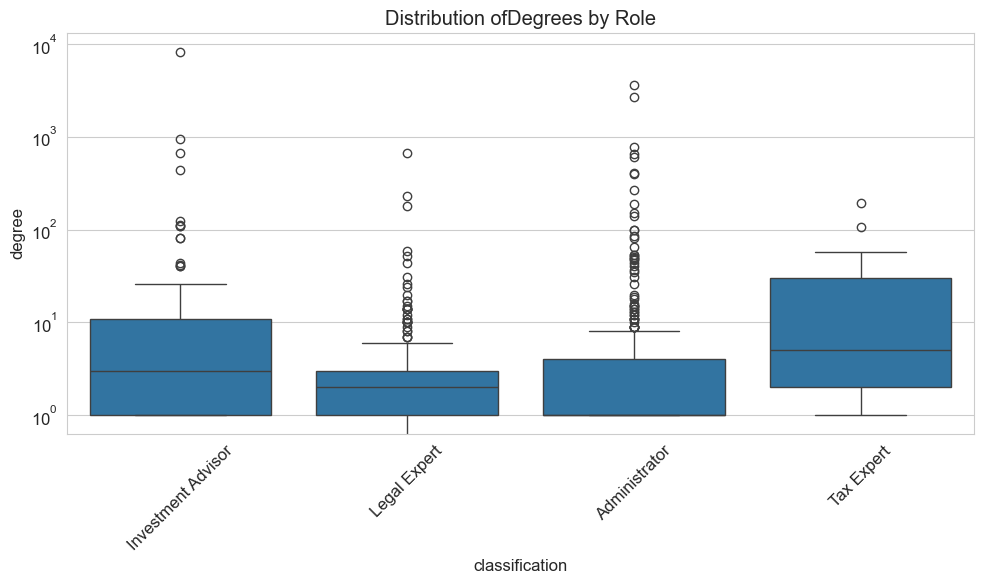 Distribution ofDegrees by Role
degree
10^4
10^3
10^2
10^1
10^0
Investment Advisor
Legal Expert
Administrator
Tax Expert
classification